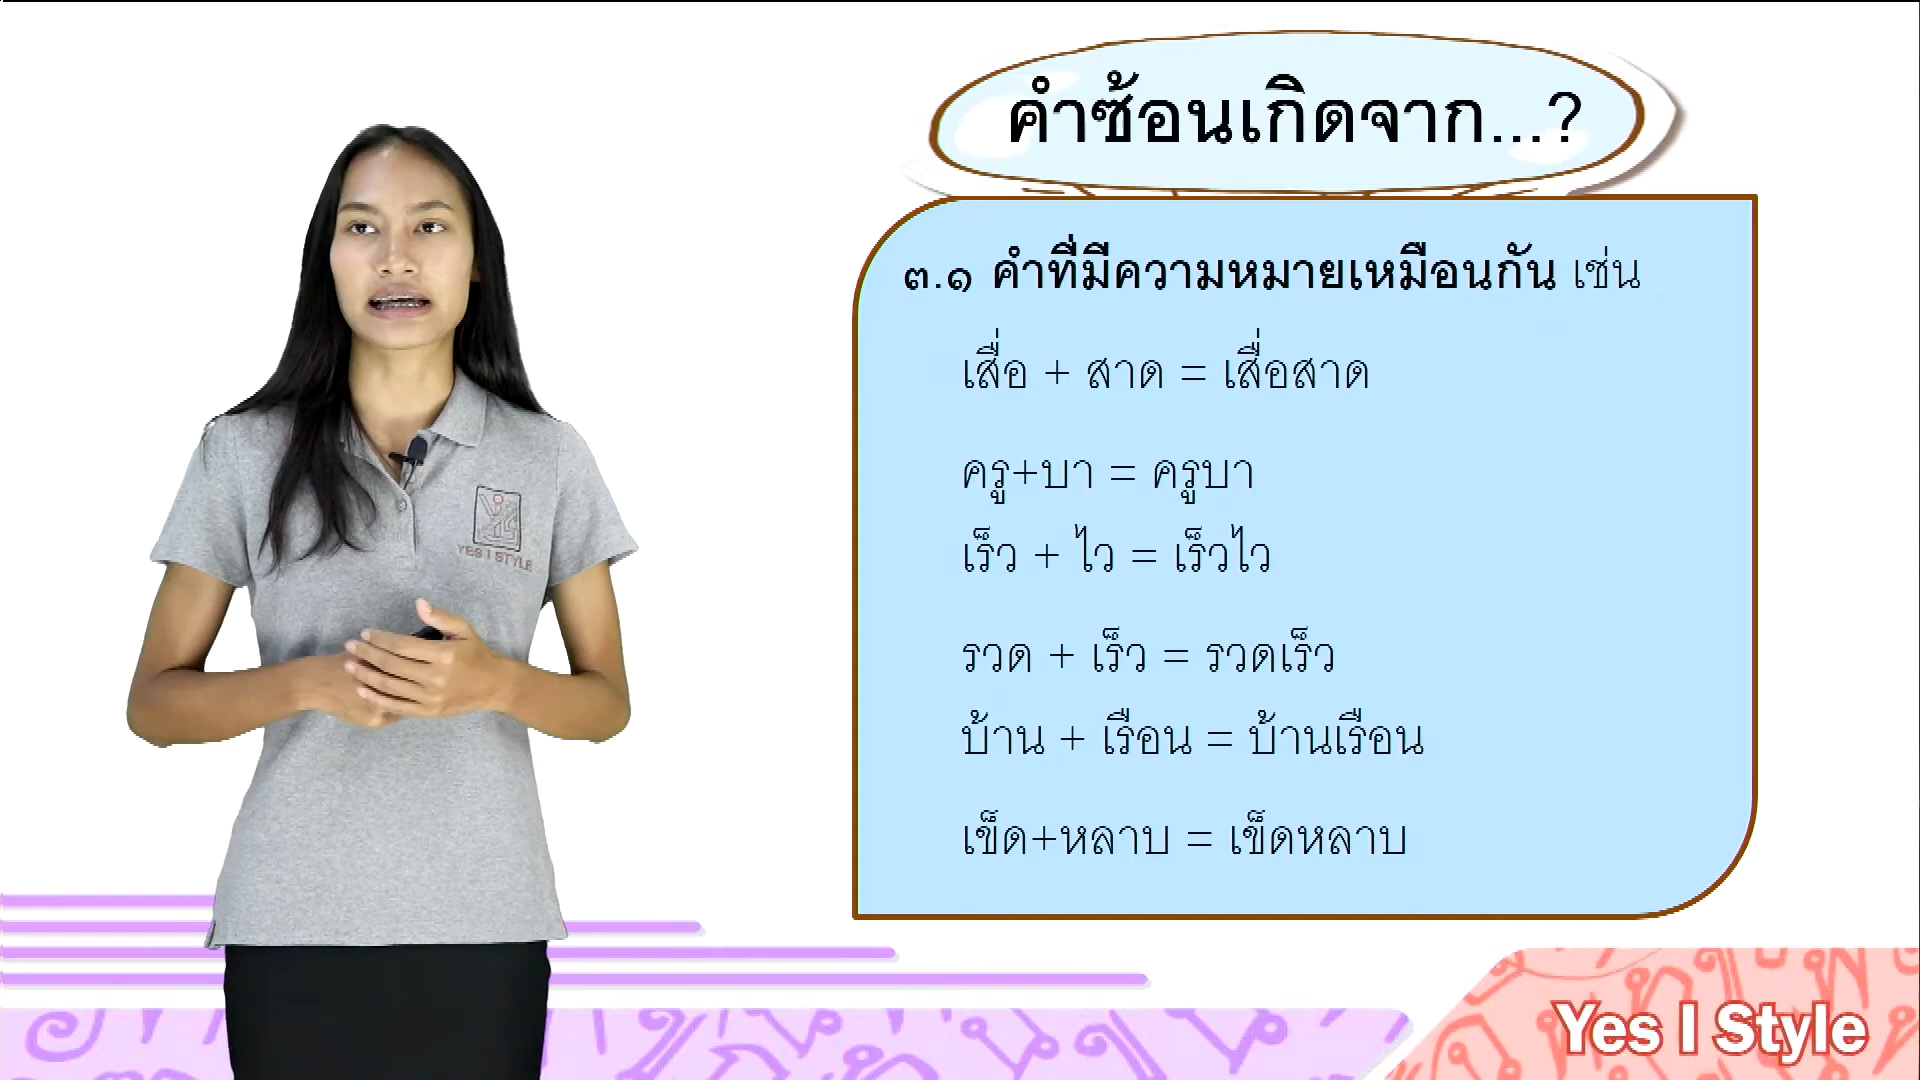 คำซ้อนเกิดจาก...?
๓.๑ คำที่มีความหมายเหมือนกัน เช่น
เสื่อ + สาด = เสื่อสาด
ครู+บา = ครูบา
เร็ว + ไว = เร็วไว
รวด + เร็ว = รวดเร็ว
บ้าน + เรือน = บ้านเรือน
เข็ด+หลาบ = เข็ดหลาบ
YES I STYLE
Yes I Style